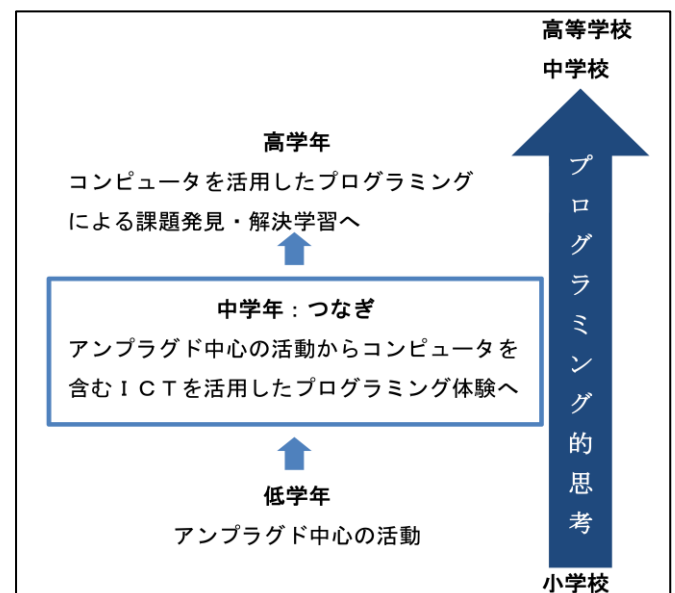 高等学校
中学校
高学年
コンピュータを活用したプログラミング
による課題発見・解決学習へ
中学年：つなぎ
アンプラグド中心の活動からコンピュータを
含むＩＣＴを活用したプログラミング体験へ
低学年
アンプラグド中心の活動
プログラミング的思考
小学校